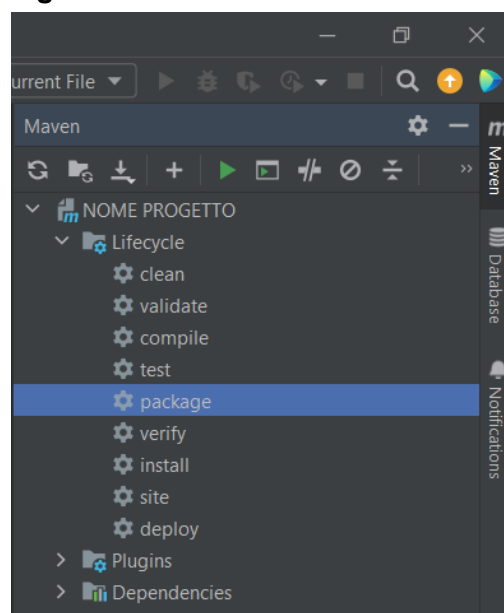 urrent File
Maven
NOME PROGETTO
Lifecycle
clean
validate
compile
test
package
verify
install
site
deploy
Plugins
Dependencies
m
Maven
Database
Notifications